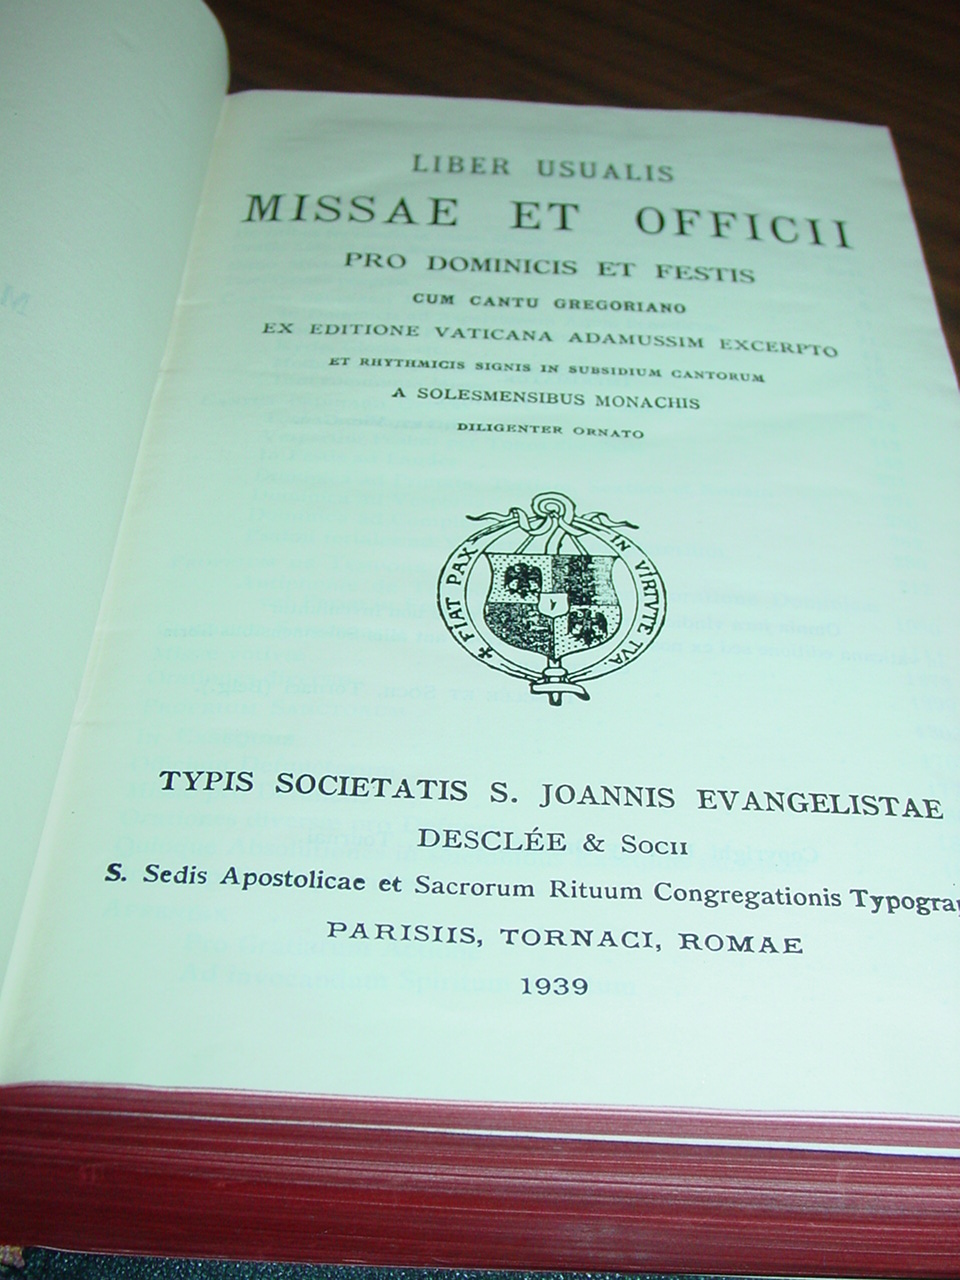 LIBER USUALIS
MISSAE ET OFFICII
PRO DOMINICIS ET FESTIS
CUM CANTU GREGORIANO
EX EDITIONE VATICANA ADAMUSSIM EXCERPTO
ET RHYTHMICIS SIGNIS IN SUBSIDIUM CANTORUM
A SOLESMENSIBUS MONACHIS
DILIGENTER ORNATO
FIAT PAX IN VIRTVTE TVA.
TYPIS SOCIETATIS S. JOANNIS EVANGELISTAE
DESCLÉE & SOCII
S. Sedis Apostolicae et Sacrorum Rituum Congregationis
PARISIIS, TORNACI, ROMAE
1939